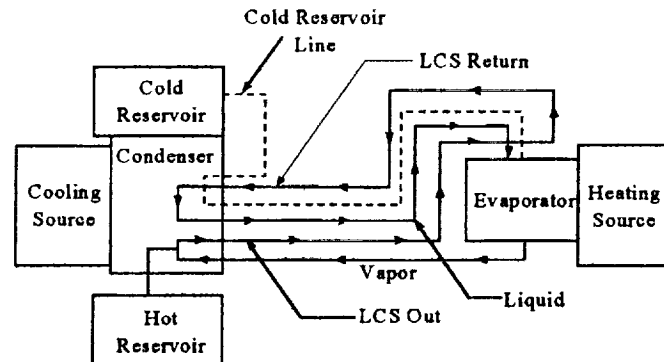 Cold Reservoir
Line
LCS Return
Cold
Reservoir
Condenser
Cooling
Source
Evaporator
Heating
Source
Vapor
Liquid
LCS Out
Hot
Reservoir